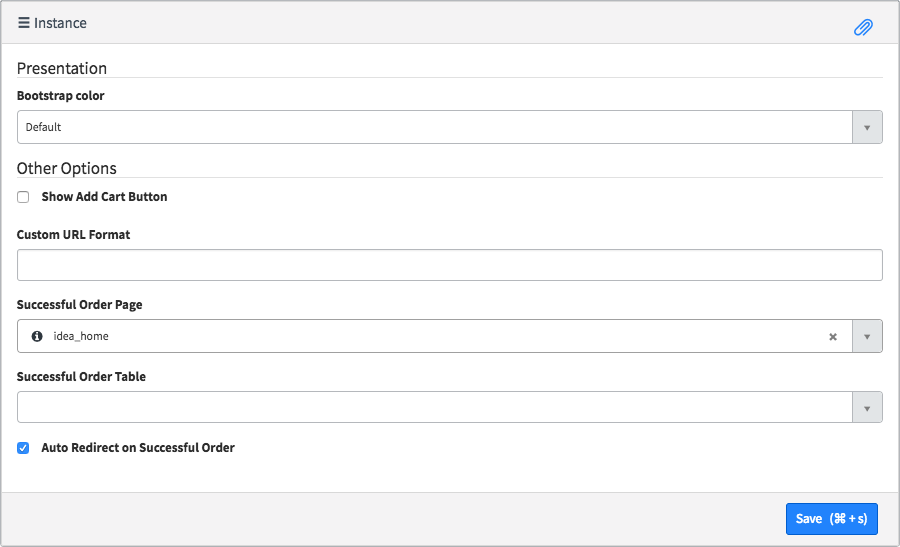 Instance
Presentation
Bootstrap color
Default
Other Options
Show Add Cart Button
Custom URL Format
Successful Order Page
idea_home
Successful Order Table
Auto Redirect on Successful Order
Save (⌘ + s)